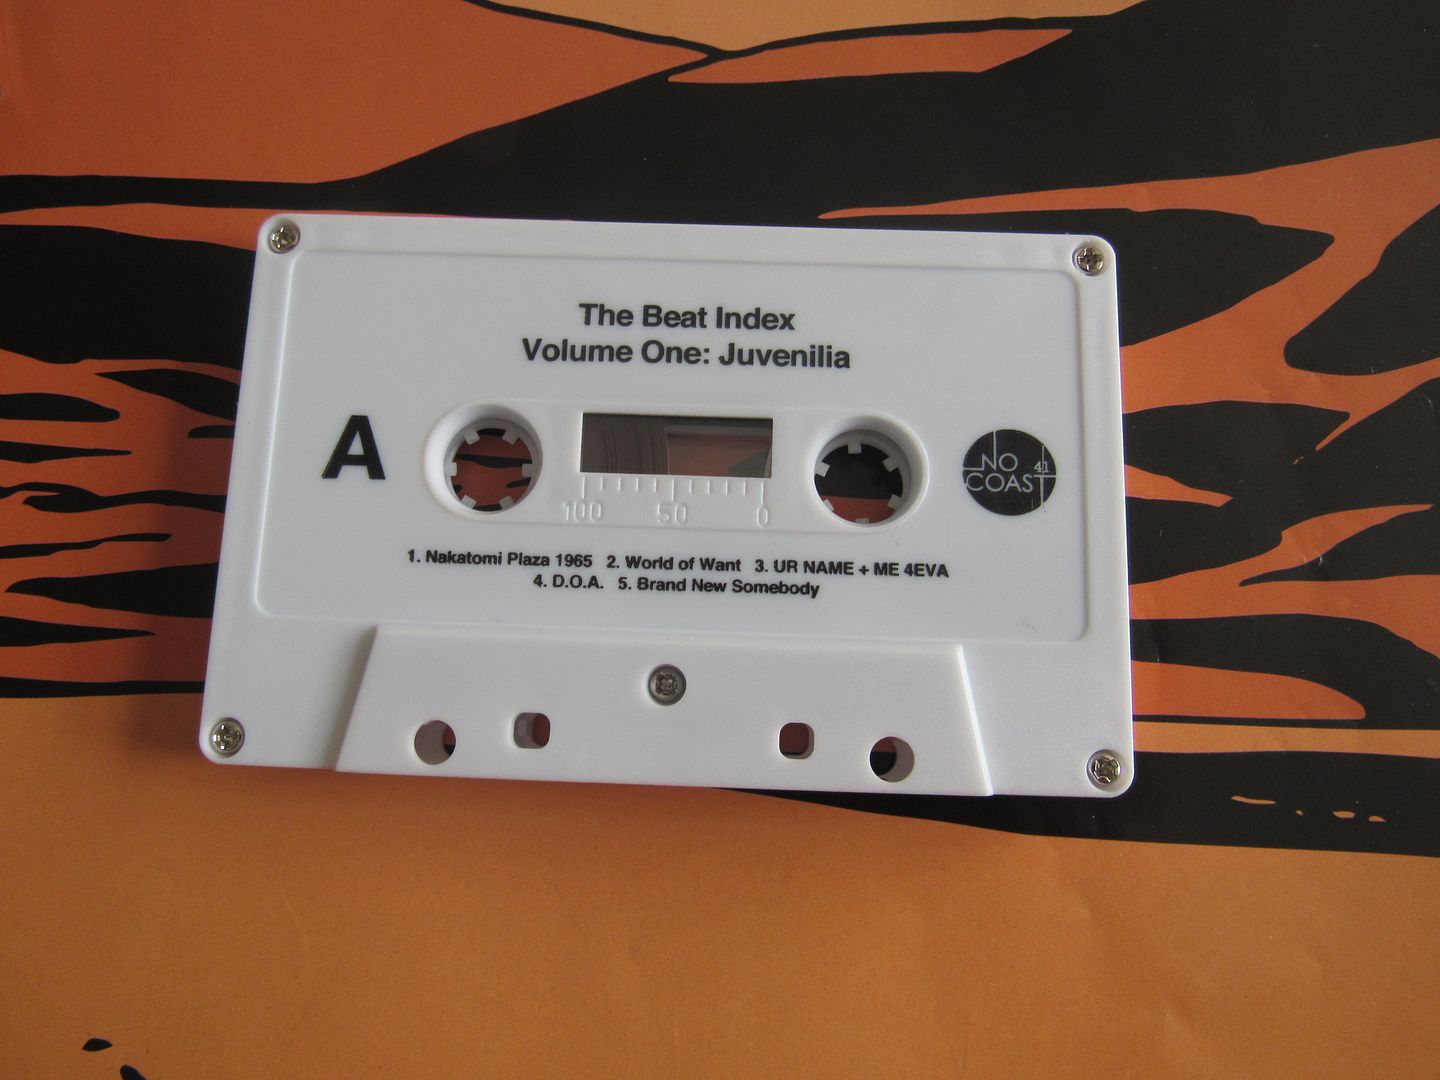 The Beat Index
Volume One: Juvenilia
A
NO
41
COAST
100 50 0
1. Nakatomi Plaza 1965 2. World of Want 3. UR NAME + ME 4EVA
4. D.O.A. 5. Brand New Somebody